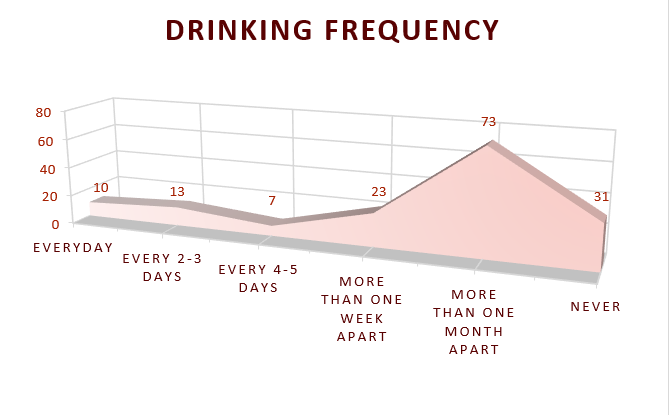 DRINKING FREQUENCY
80
60
40
20
0
10
13
7
23
73
31
EVERYDAY
EVERY 2-3
DAYS
EVERY 4-5
DAYS
MORE
THAN ONE
WEEK
APART
MORE
THAN ONE
MONTH
APART
NEVER